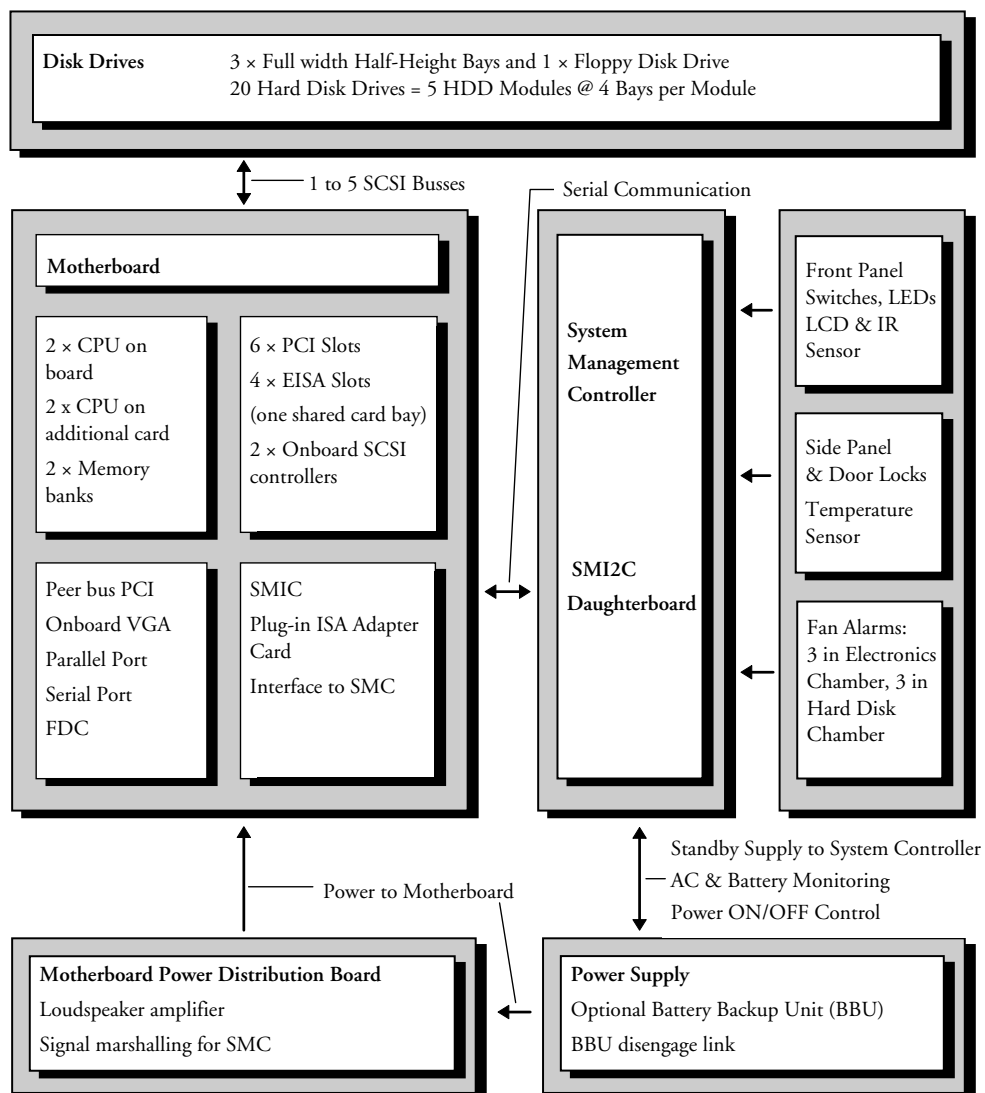 Disk Drives
3 × Full width Half-Height Bays and 1 × Floppy Disk Drive
20 Hard Disk Drives = 5 HDD Modules @ 4 Bays per Module
1 to 5 SCSI Busses
Serial Communication
Motherboard
2 × CPU on
board
2 x CPU on
additional card
2 × Memory
banks
6 × PCI Slots
4 × EISA Slots
(one shared card bay)
2 × Onboard SCSI
controllers
Peer bus PCI
Onboard VGA
Parallel Port
Serial Port
FDC
SMIC
Plug-in ISA Adapter
Card
Interface to SMC
System
Management
Controller
SMI2C
Daughterboard
Front Panel
Switches, LEDs
LCD & IR
Sensor
Side Panel
& Door Locks
Temperature
Sensor
Fan Alarms:
3 in Electronics
Chamber, 3 in
Hard Disk
Chamber
Power to Motherboard
Standby Supply to System Controller
AC & Battery Monitoring
Power ON/OFF Control
Motherboard Power Distribution Board
Loudspeaker amplifier
Signal marshalling for SMC
Power Supply
Optional Battery Backup Unit (BBU)
BBU disengage link